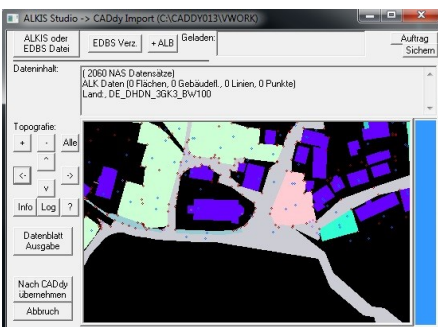 ALKIS Studio -> CADdy Import (C:\CADDY013\VWORK)
ALKIS oder
EDBS Datei
EDBS Verz.
+ ALB
Geladen:
Auftrag
Sichern
Dateninhalt:
( 2060 NAS Datensätze)
ALK Daten (0 Flächen, 0 Gebäudefl., 0 Linien, 0 Punkte)
Land:, DE_DHDN_3GK3_BW100
Topografie:
+ - Alle
^
<- ->
v
Info Log ?
Datenblatt
Ausgabe
Nach CADdy
übernehmen
Abbruch